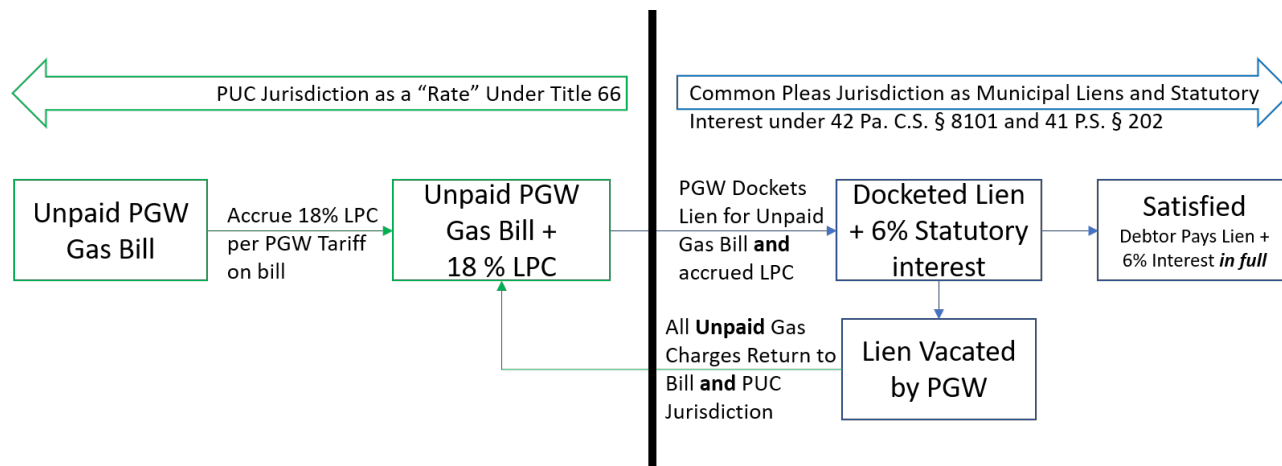 PUC Jurisdiction as a “Rate” Under Title 66
Common Pleas Jurisdiction as Municipal Liens and Statutory
Interest under 42 Pa. C.S. § 8101 and 41 P.S. § 202
Unpaid PGW
Gas Bill
Accrue 18% LPC
per PGW Tariff
on bill
Unpaid PGW
Gas Bill +
18 % LPC
PGW Dockets
Lien for Unpaid
Gas Bill and
accrued LPC
Docketed Lien
+ 6% Statutory
interest
Satisfied
Debtor Pays Lien +
6% Interest in full
All Unpaid Gas
Charges Return to
Bill and PUC
Jurisdiction
Lien Vacated
by PGW